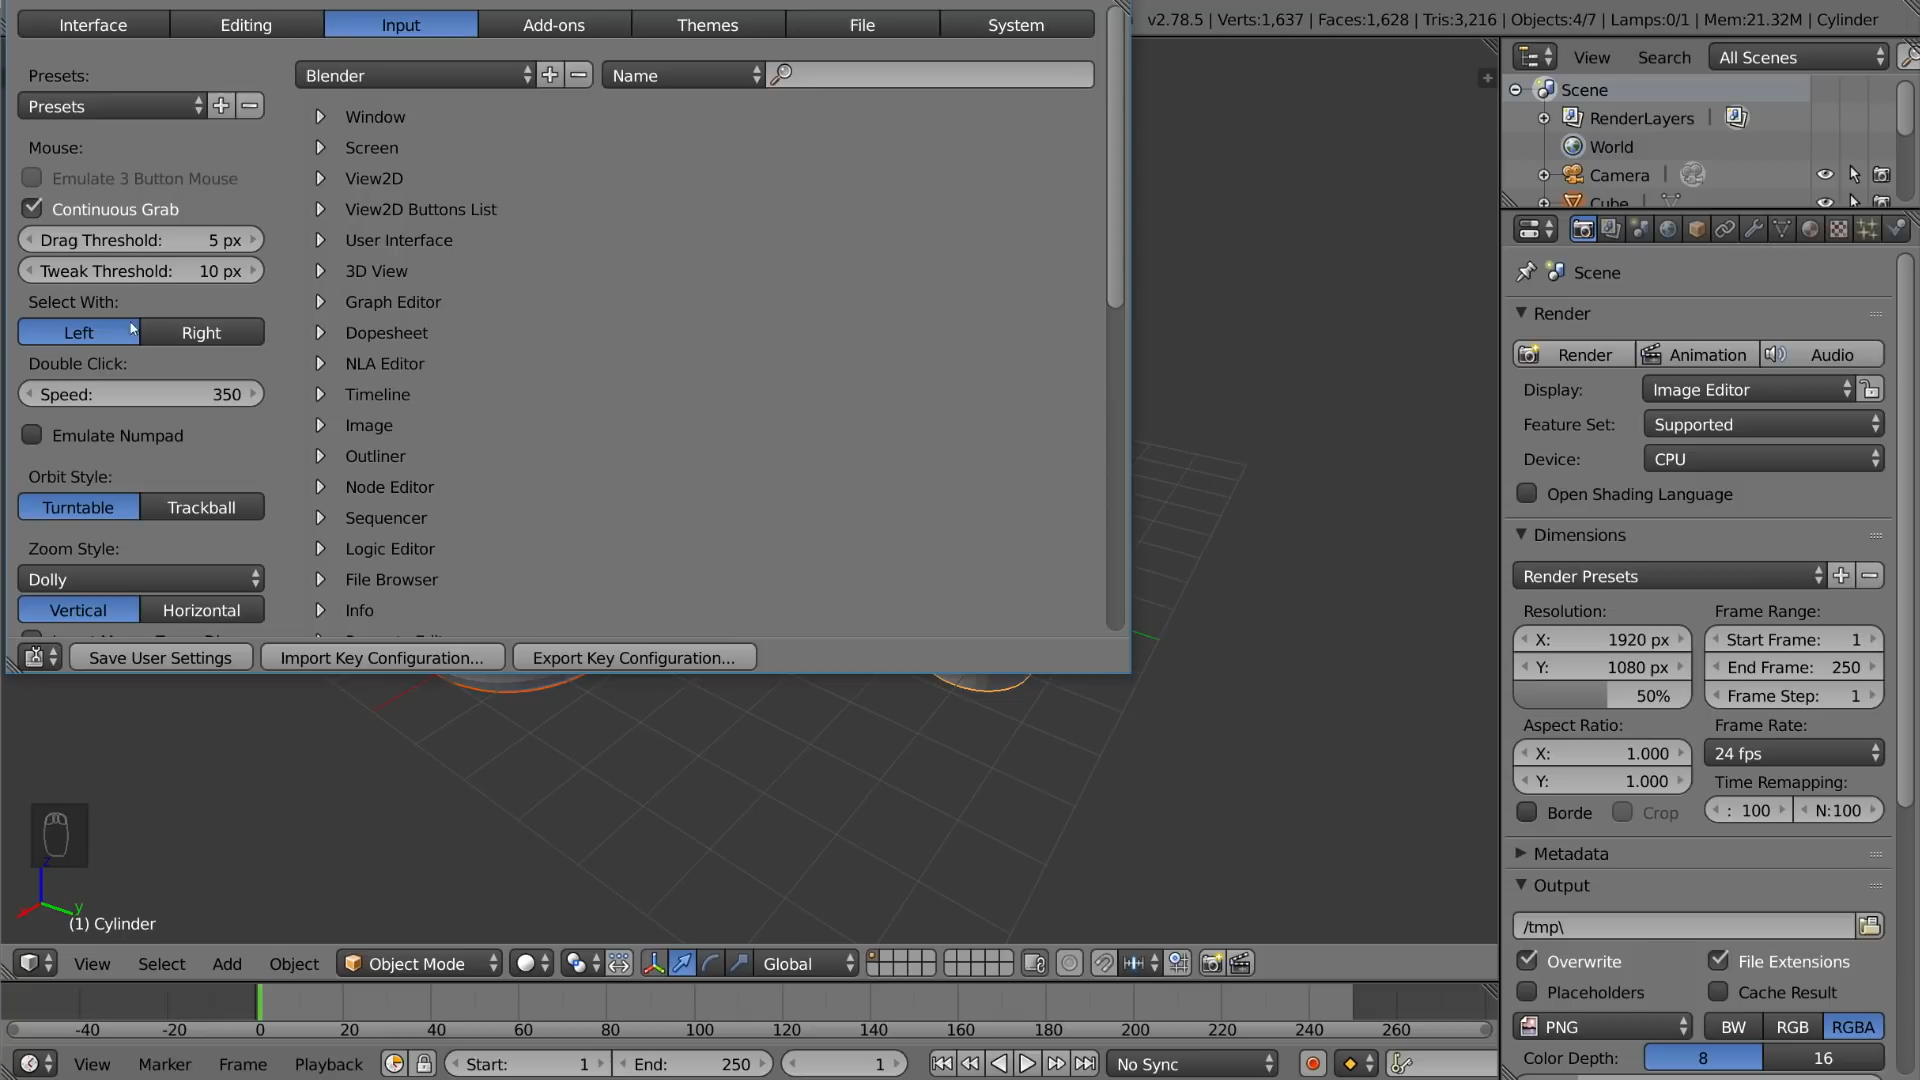 Interface Editing Input Add-ons Themes File System
v2.78.5 | Verts:1,637 | Faces:1,628 | Tris:3,216 | Objects:4/7 | Lamps:0/1 | Mem:21.32M | Cylinder
View Search All Scenes
Presets:
Presets
Blender
Name
Mouse:
Emulate 3 Button Mouse
Continuous Grab
Drag Threshold: 5 px
Tweak Threshold: 10 px
Select With:
Left Right
Double Click:
Speed: 350
Emulate Numpad
Orbit Style:
Turntable Trackball
Zoom Style:
Dolly
Vertical Horizontal
Window
Screen
View2D
View2D Buttons List
User Interface
3D View
Graph Editor
Dopesheet
NLA Editor
Timeline
Image
Outliner
Node Editor
Sequencer
Logic Editor
File Browser
Info
Save User Settings Import Key Configuration... Export Key Configuration...
Scene
RenderLayers
World
Camera
Cube
Scene
Render
Render Animation Audio
Display: Image Editor
Feature Set: Supported
Device: CPU
Open Shading Language
Dimensions
Render Presets
Resolution: Frame Range:
X: 1920 px Start Frame: 1
Y: 1080 px End Frame: 250
50% Frame Step: 1
Aspect Ratio: Frame Rate:
X: 1.000 24 fps
Y: 1.000 Time Remapping:
Borde Crop : 100 N:100
Metadata
Output
/tmp\
Overwrite File Extensions
Placeholders Cache Result
PNG BW RGB RGBA
Color Depth: 8 16
z
x y
(1) Cylinder
View Select Add Object Object Mode Global
-40 -20 0 20 40 60 80 100 120 140 160 180 200 220 240 260
View Marker Frame Playback Start: 1 End: 250 1 No Sync